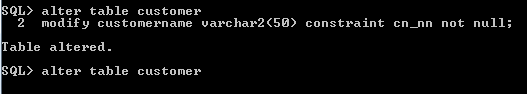 SQL> alter table customer
2 modify customername varchar2(50) constraint cn_nn not null;
Table altered.
SQL> alter table customer